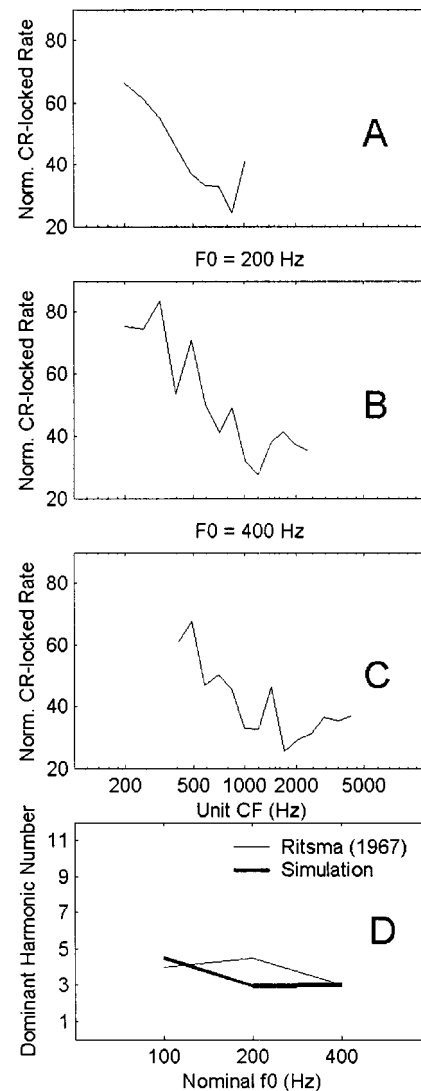 80
60
40
20
Norm. CR-locked Rate
A
F0 = 200 Hz
80
60
40
20
Norm. CR-locked Rate
B
F0 = 400 Hz
80
60
40
20
Norm. CR-locked Rate
C
200 500 1000 2000 5000
Unit CF (Hz)
11
9
7
5
3
1
Dominant Harmonic Number
Ritsma (1967)
Simulation
D
100 200 400
Nominal f0 (Hz)